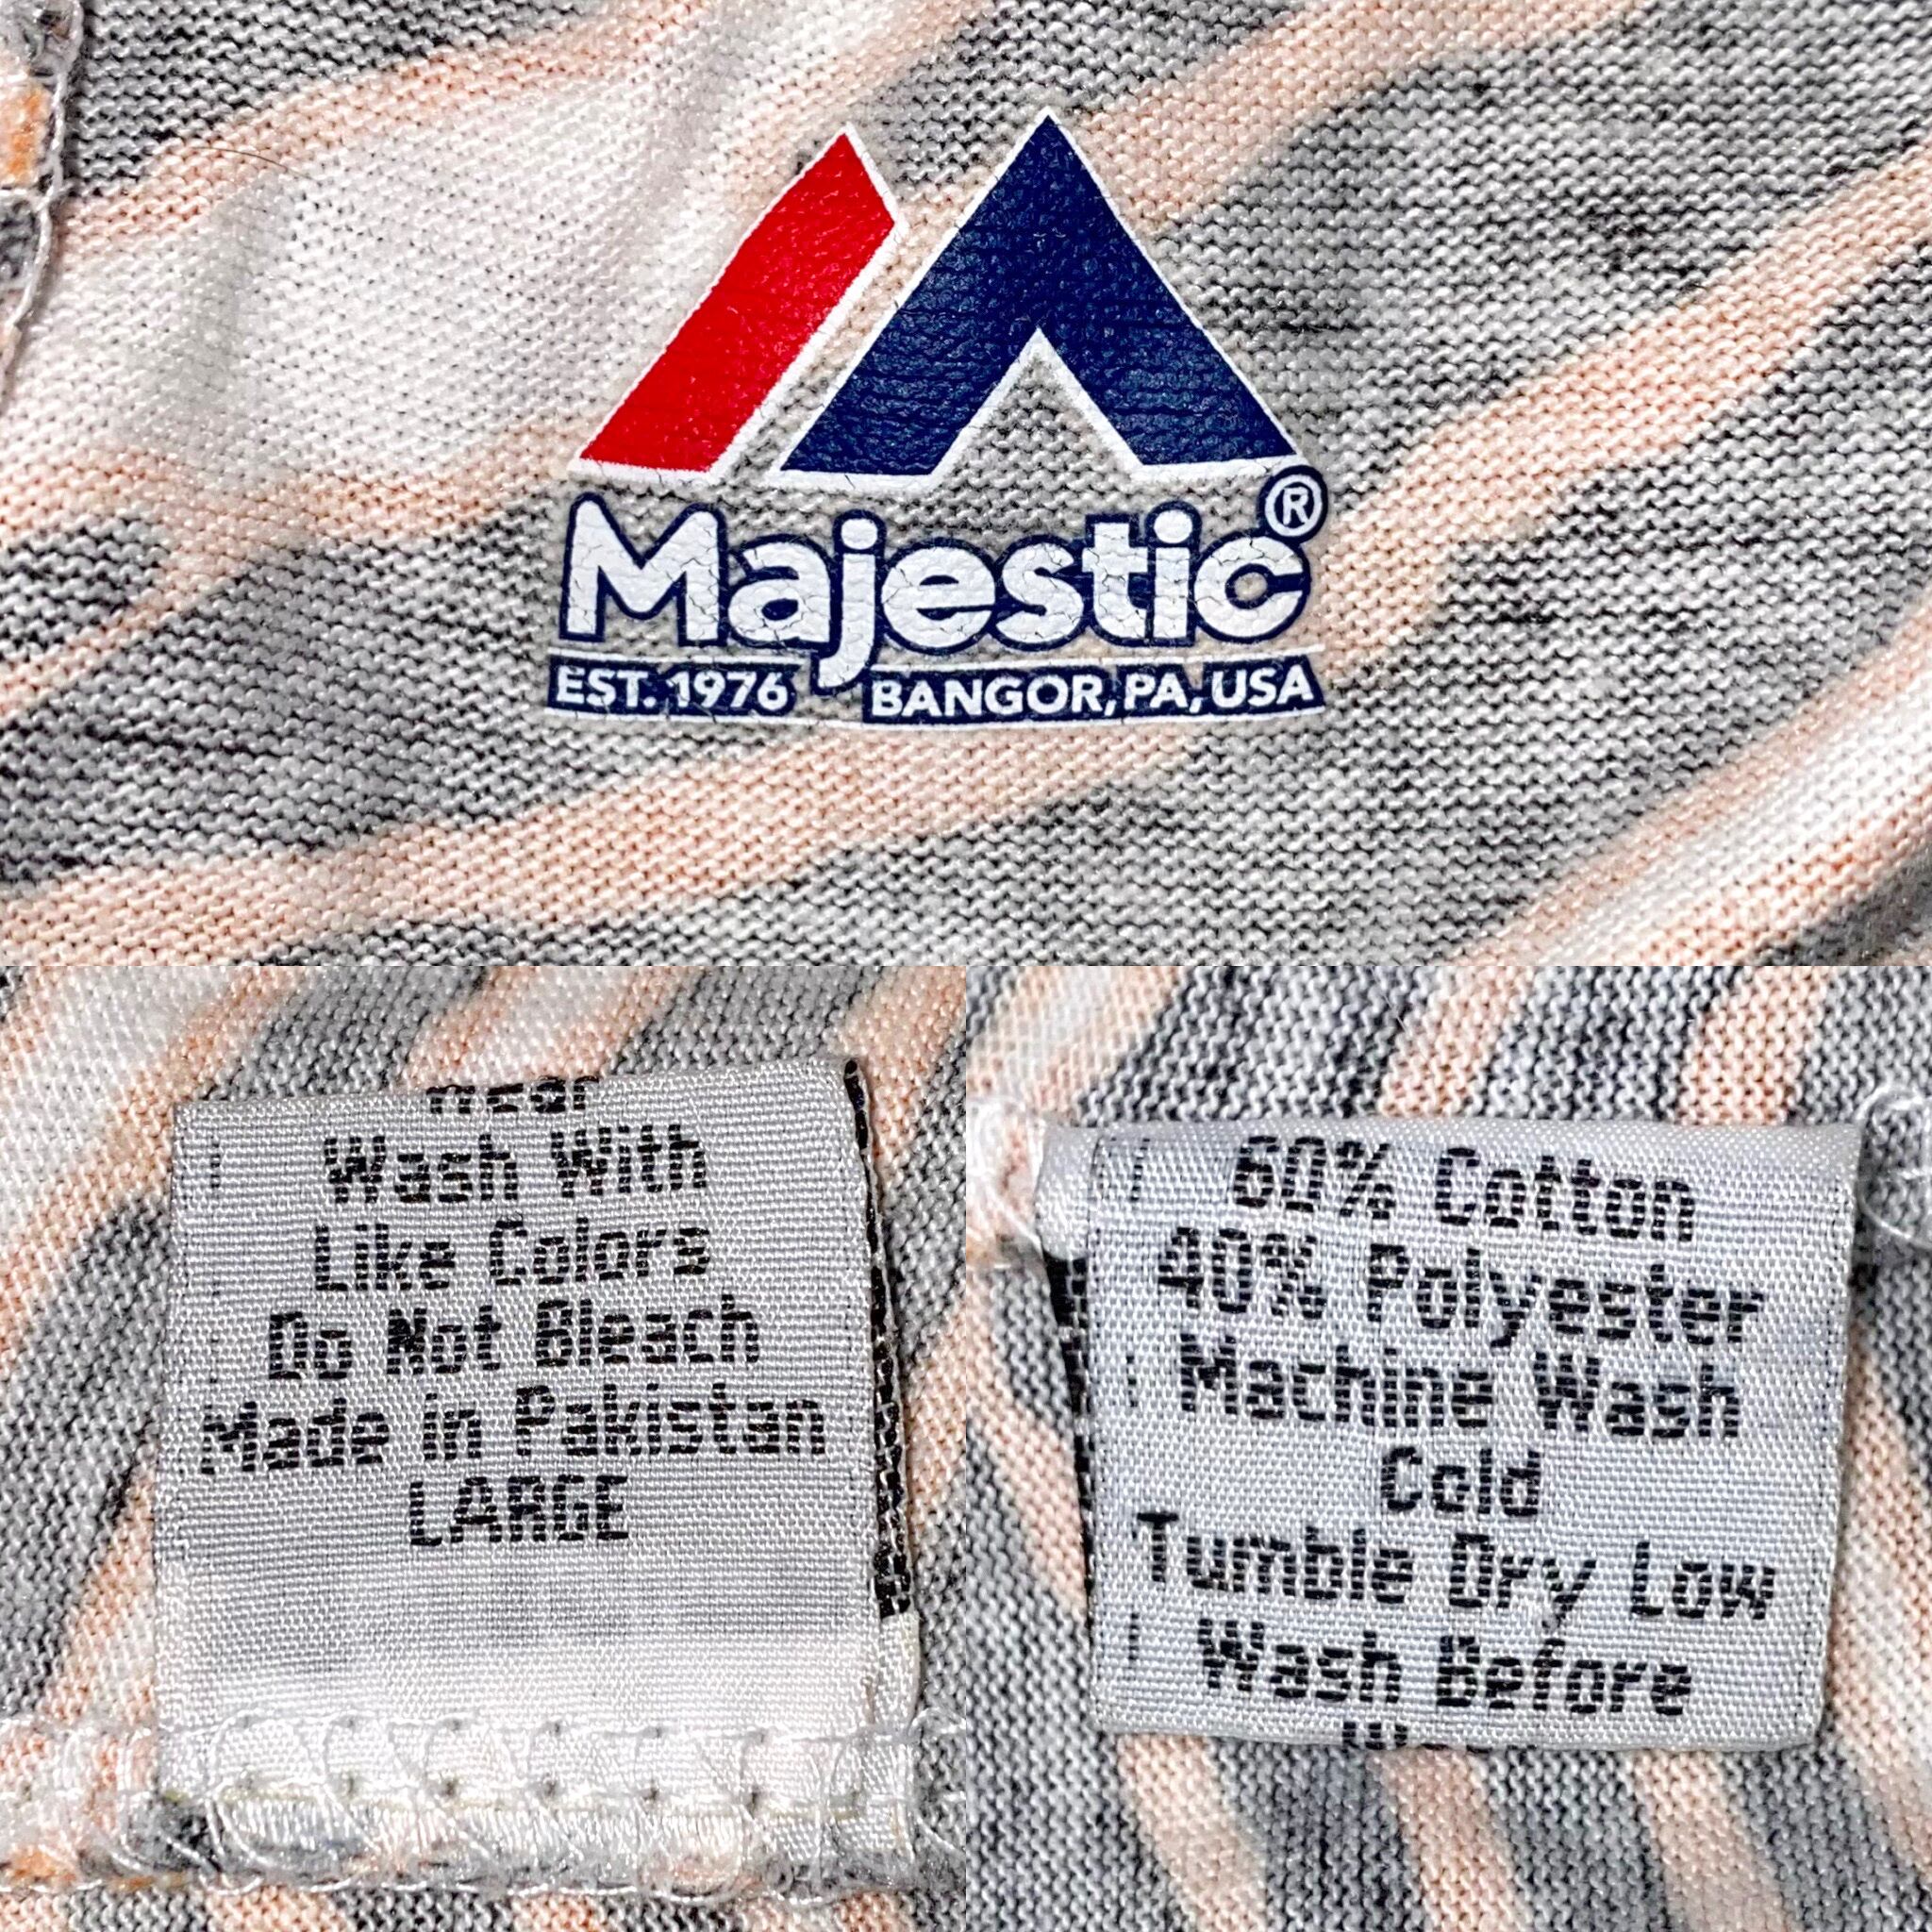 Majestic®
EST. 1976 BANGOR, PA, USA
Wear
Wash With
Like Colors
Do Not Bleach
Made in Pakistan
LARGE
60% Cotton
40% Polyester
Machine Wash
Cold
Tumble Dry Low
Wash Before